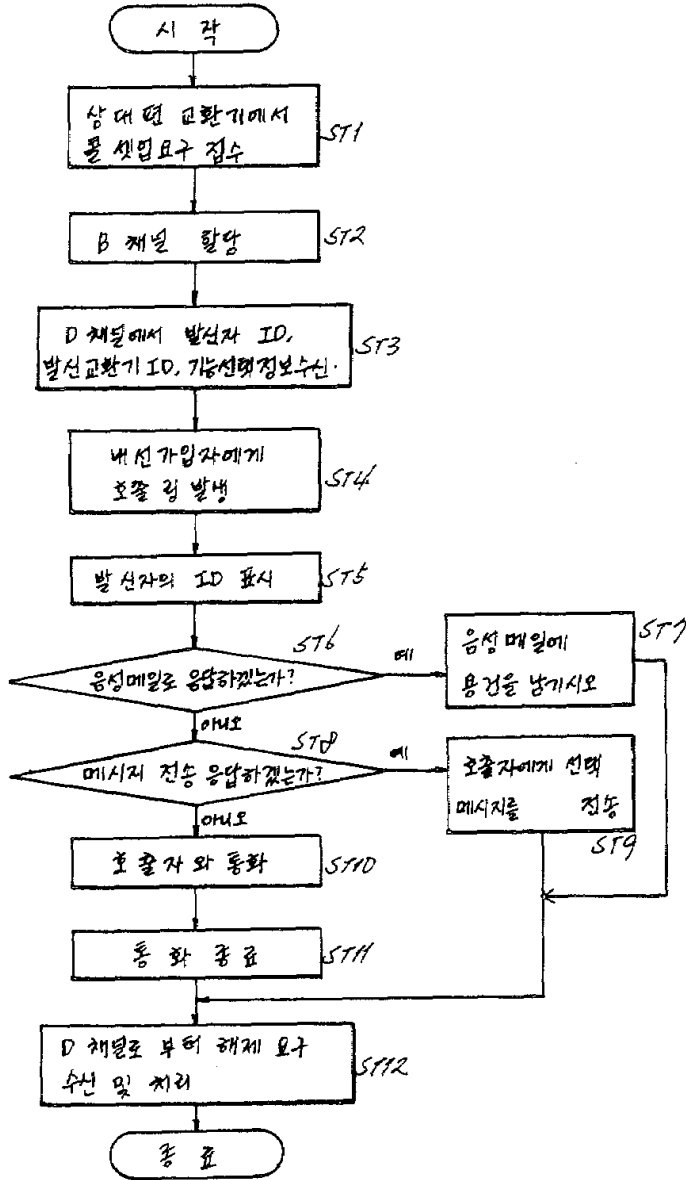 시작
상대편 교환기에서
콜 셋업요구 접수
ST1
B 채널 할당
ST2
D 채널에서 발신자 ID,
발신교환기 ID, 기능선택정보수신.
ST3
내선가입자에게
호출 링 발생
ST4
발신자의 ID 표시
ST5
음성메일로 응답하겠는가?
ST6
예
음성메일에
용건을 남기시오
ST7
아니오
메시지 전송 응답하겠는가?
ST8
예
호출자에게 선택
메시지를 전송
ST9
아니오
호출자와 통화
ST10
통화 종료
ST11
D 채널로 부터 해제 요구
수신 및 처리
ST12
종료